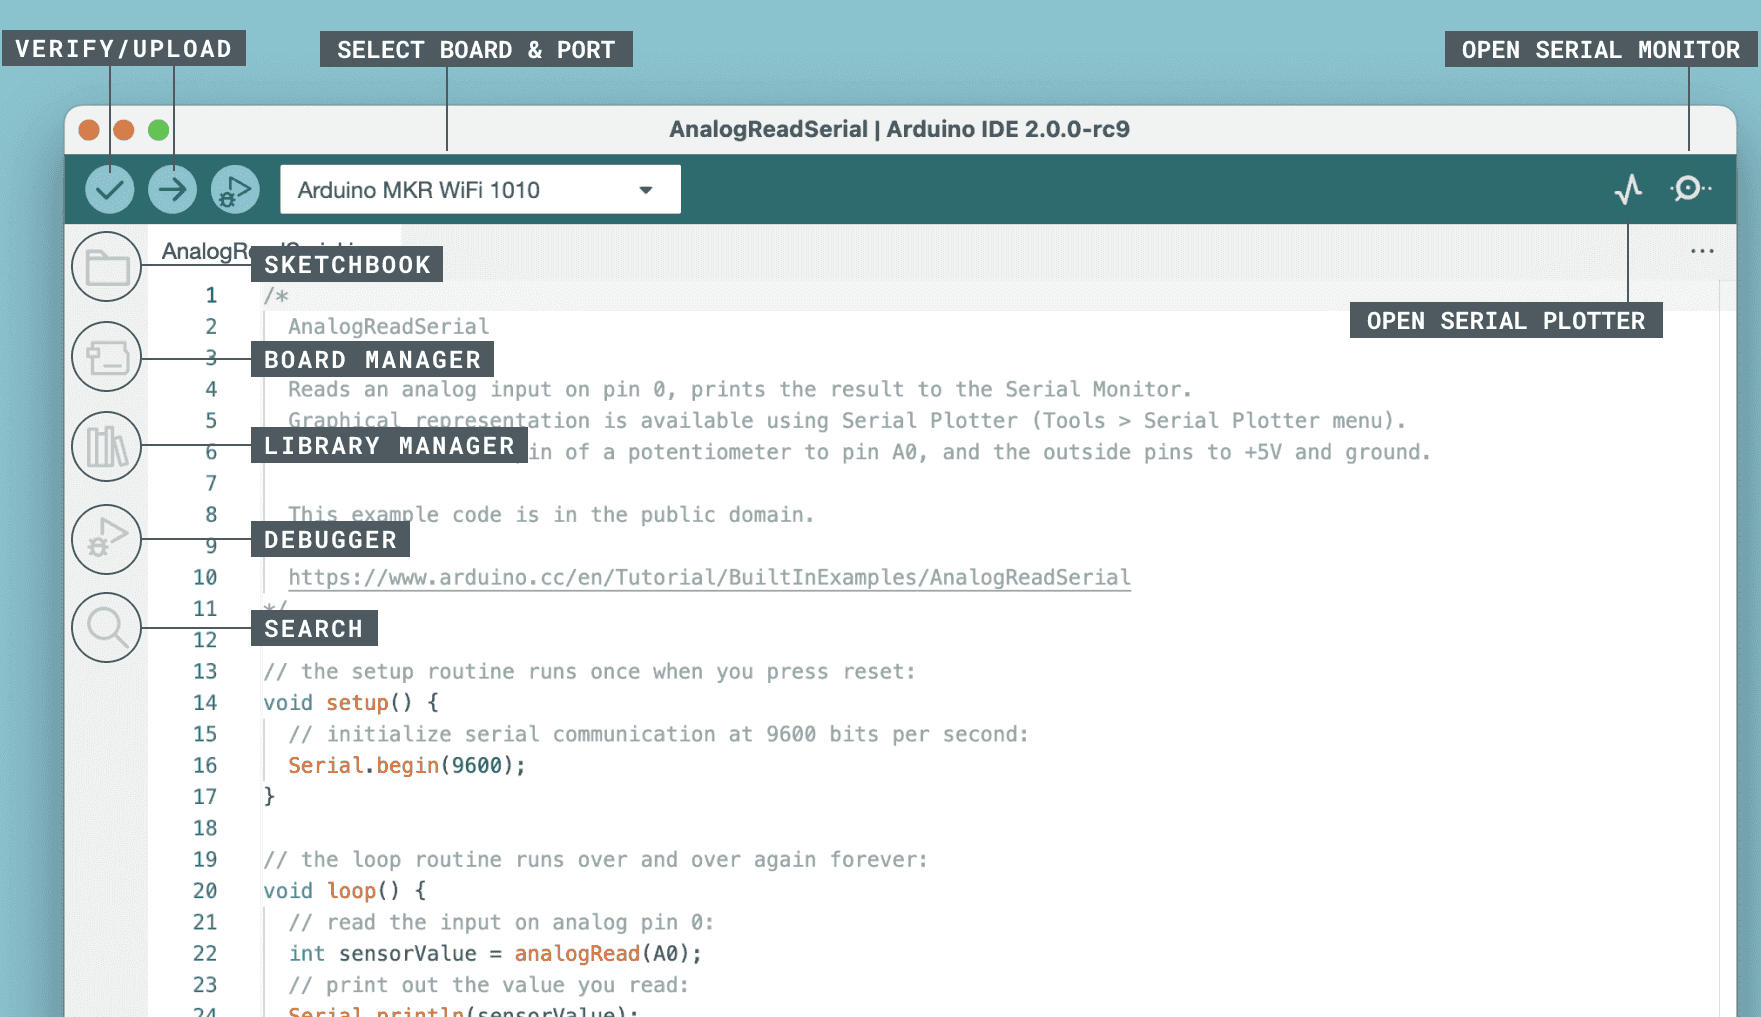 VERIFY/UPLOAD
SELECT BOARD & PORT
OPEN SERIAL MONITOR
AnalogReadSerial | Arduino IDE 2.0.0-rc9
Arduino MKR WiFi 1010
SKETCHBOOK
1 /*
2 AnalogReadSerial
OPEN SERIAL PLOTTER
3
BOARD MANAGER
4 Reads an analog input on pin 0, prints the result to the Serial Monitor.
5 Graphical representation is available using Serial Plotter (Tools > Serial Plotter menu).
LIBRARY MANAGER
6 of a potentiometer to pin A0, and the outside pins to +5V and ground.
7
8 This example code is in the public domain.
DEBUGGER
9
10 https://www.arduino.cc/en/Tutorial/BuiltInExamples/AnalogReadSerial
11 */
SEARCH
12
13 // the setup routine runs once when you press reset:
14 void setup() {
15 // initialize serial communication at 9600 bits per second:
16 Serial.begin(9600);
17 }
18
19 // the loop routine runs over and over again forever:
20 void loop() {
21 // read the input on analog pin 0:
22 int sensorValue = analogRead(A0);
23 // print out the value you read:
24 Serial.println(sensorValue);